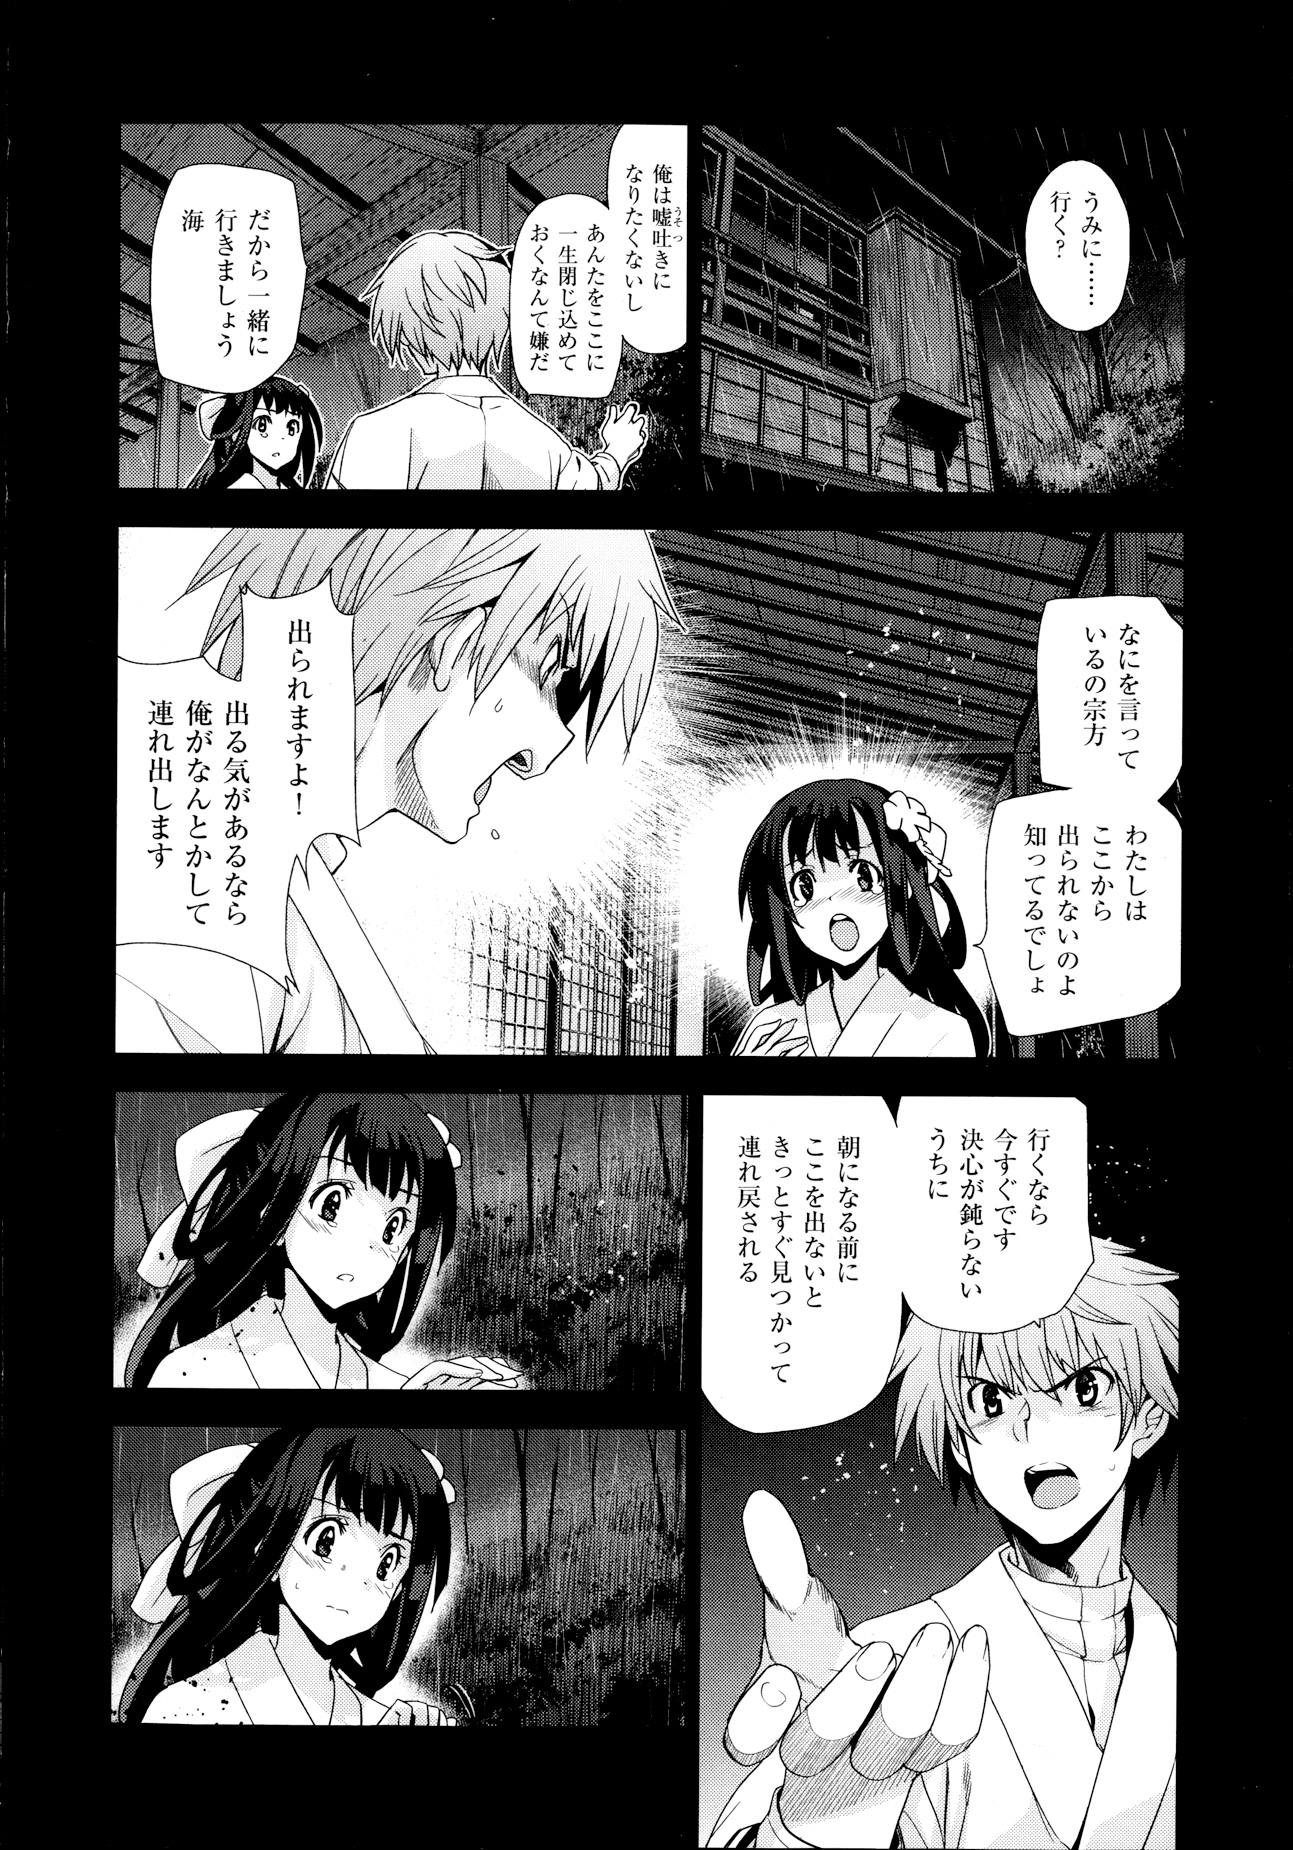 うみに……
行く?
俺は嘘吐きに
なりたくないし
うそつ
あんたをここに
一生閉じ込めて
おくなんて嫌だ
だから一緒に
行きましょう
海
なにを言って
いるの宗方
わたしは
ここから
出られないのよ
知ってるでしょ
出られますよ!
出る気があるなら
俺がなんとかして
連れ出します
行くなら
今すぐです
決心が鈍らない
うちに
朝になる前に
ここを出ないと
きっとすぐ見つかって
連れ戻される